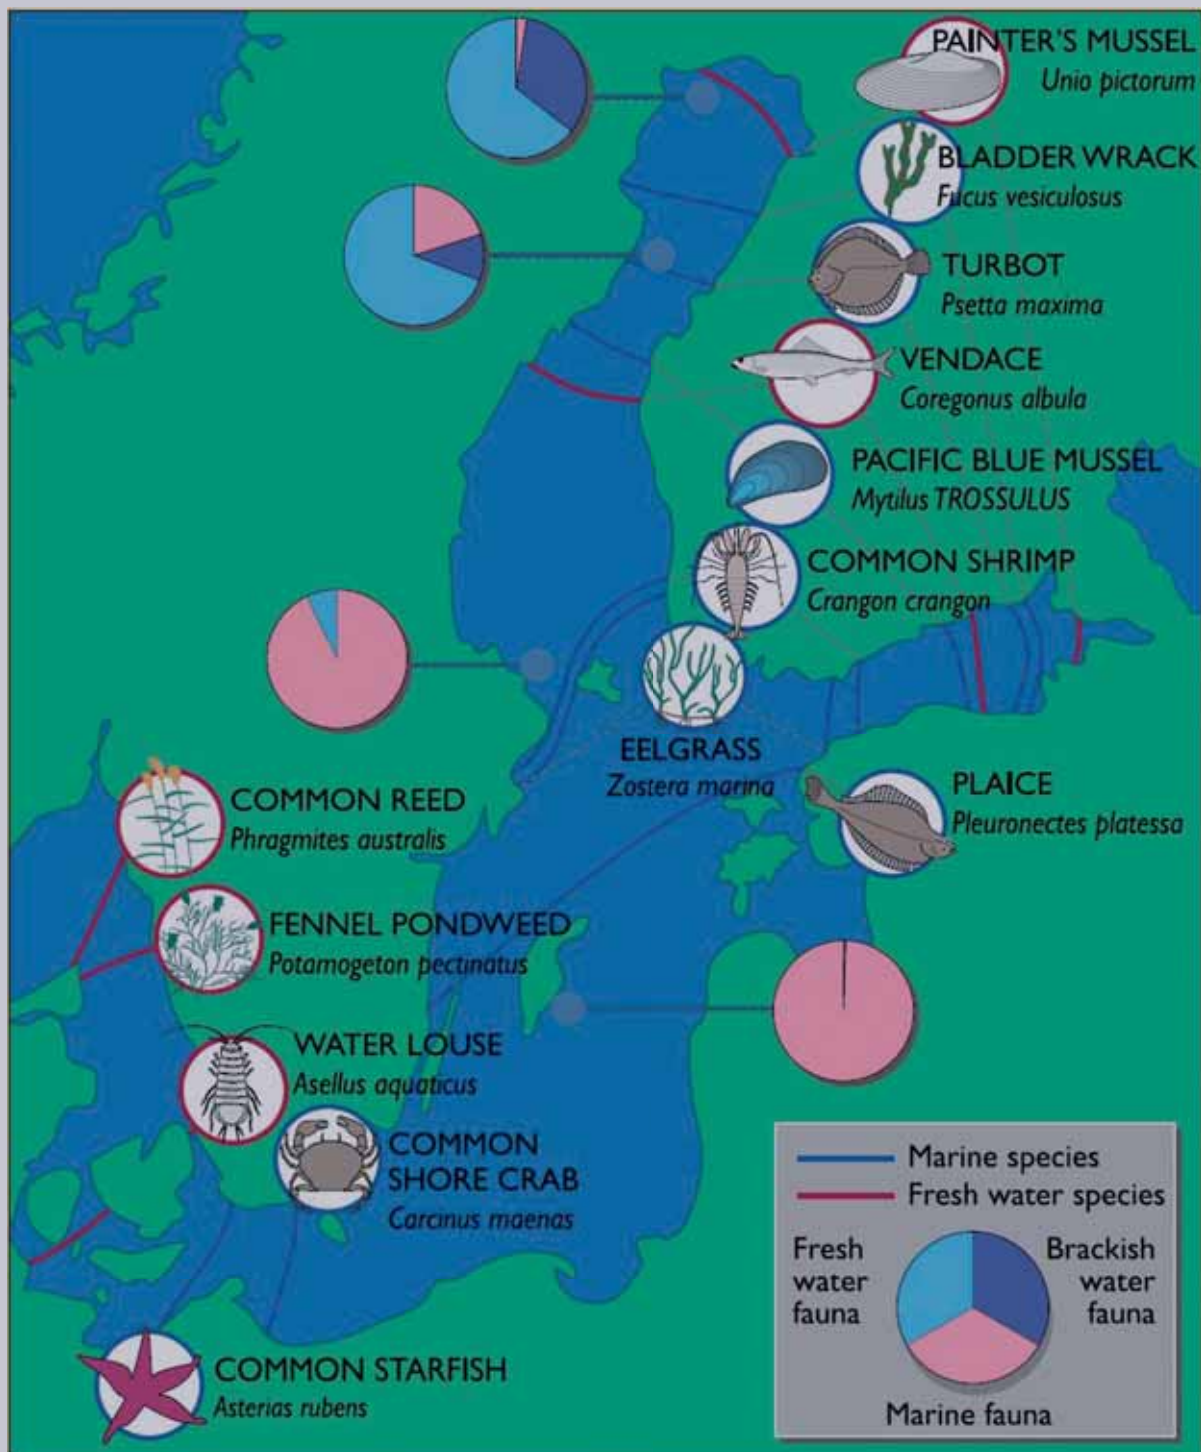 PAINTER'S MUSSEL
Unio pictorum
BLADDER WRACK
Fucus vesiculosus
TURBOT
Psetta maxima
VENDACE
Coregonus albula
PACIFIC BLUE MUSSEL
Mytilus TROSSULUS
COMMON SHRIMP
Crangon crangon
EELGRASS
Zostera marina
PLAICE
Pleuronectes platessa
COMMON REED
Phragmites australis
FENNEL PONDWEED
Potamogeton pectinatus
WATER LOUSE
Asellus aquaticus
COMMON
SHORE CRAB
Carcinus maenas
COMMON STARFISH
Asterias rubens
Marine species
Fresh water species
Fresh
water
fauna
Brackish
water
fauna
Marine fauna